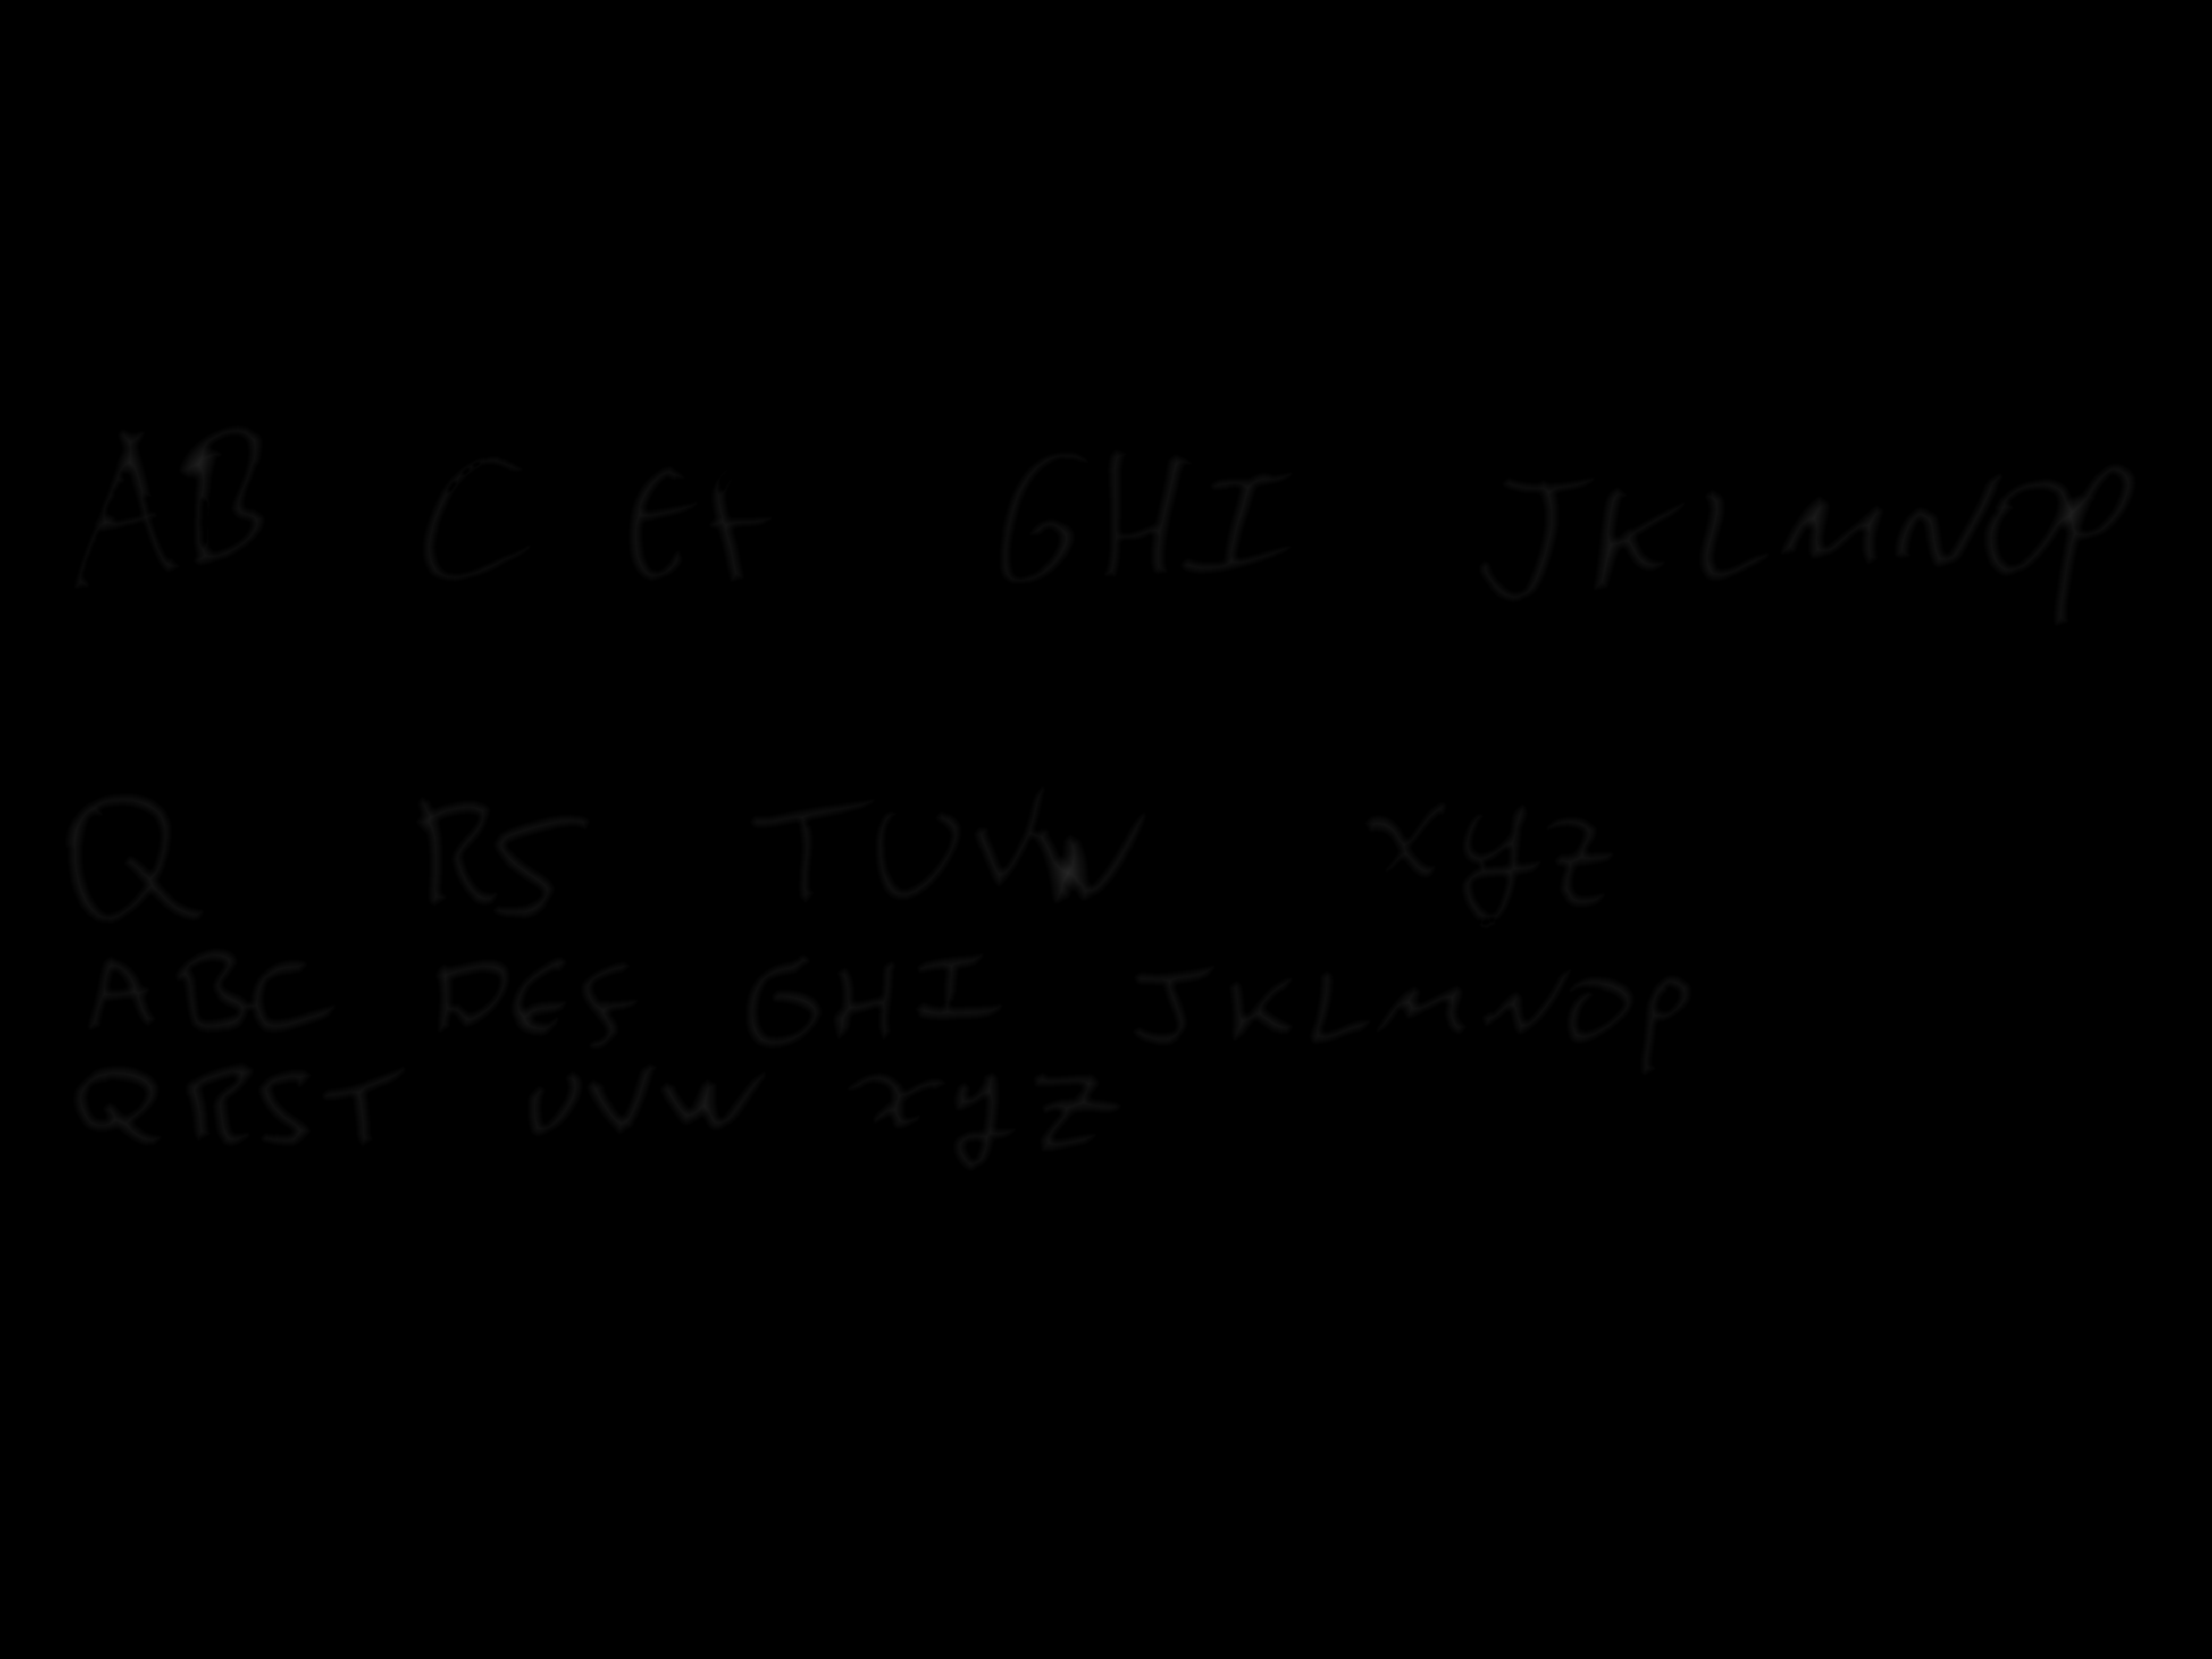 AB C EF GHI JKLMNOP
Q RS TUVW xyz
ABC DEF GHI JKLMNOP
QRST UVW xyz